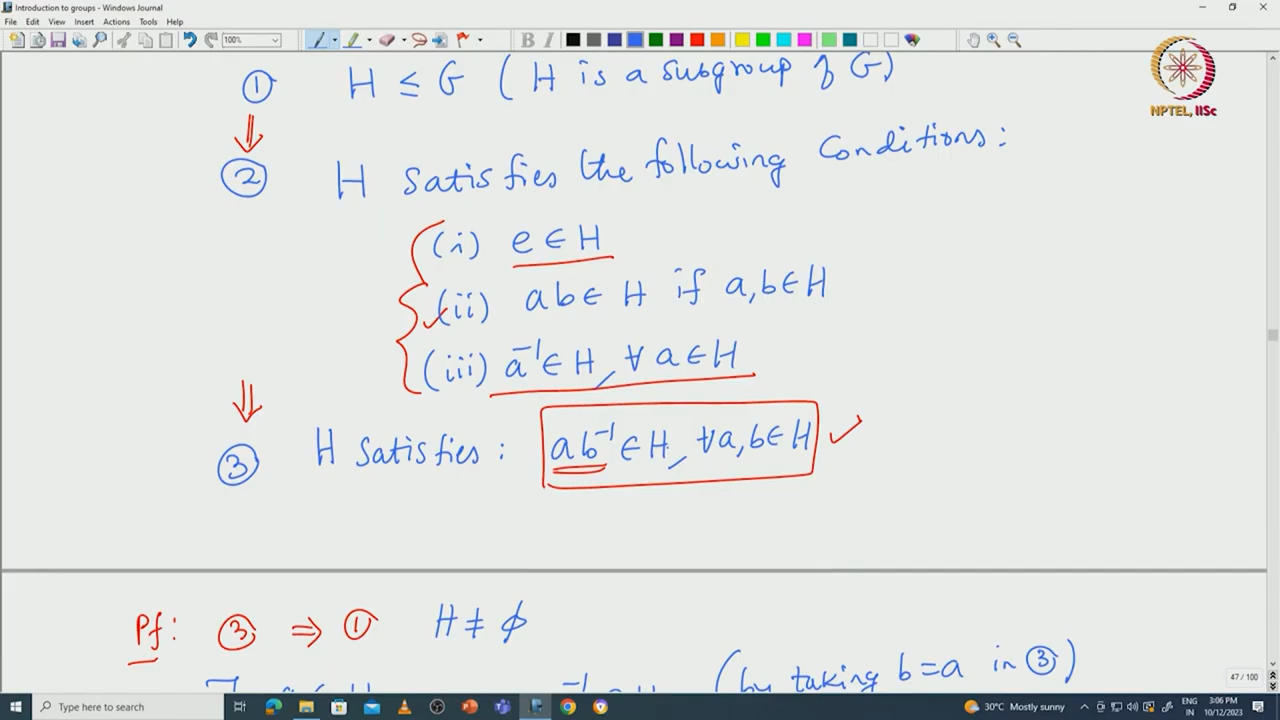 Introduction to groups - Windows Journal
File Edit View Insert Actions Tools Help
100%
B I
① H ≤ G ( H is a subgroup of G)
⇓
② H satisfies the following conditions:
(i) e ∈ H
(ii) ab ∈ H if a,b ∈ H
(iii) a⁻¹ ∈ H, ∀ a ∈ H
⇓
③ H satisfies : ab⁻¹ ∈ H, ∀a,b ∈ H ✓
Pf: ③ ⇒ ① H ≠ ϕ
(by taking b=a in ③)
NPTEL, IISc
47 / 100
Type here to search
30°C Mostly sunny
ENG
IN
3:06 PM
10/12/2023